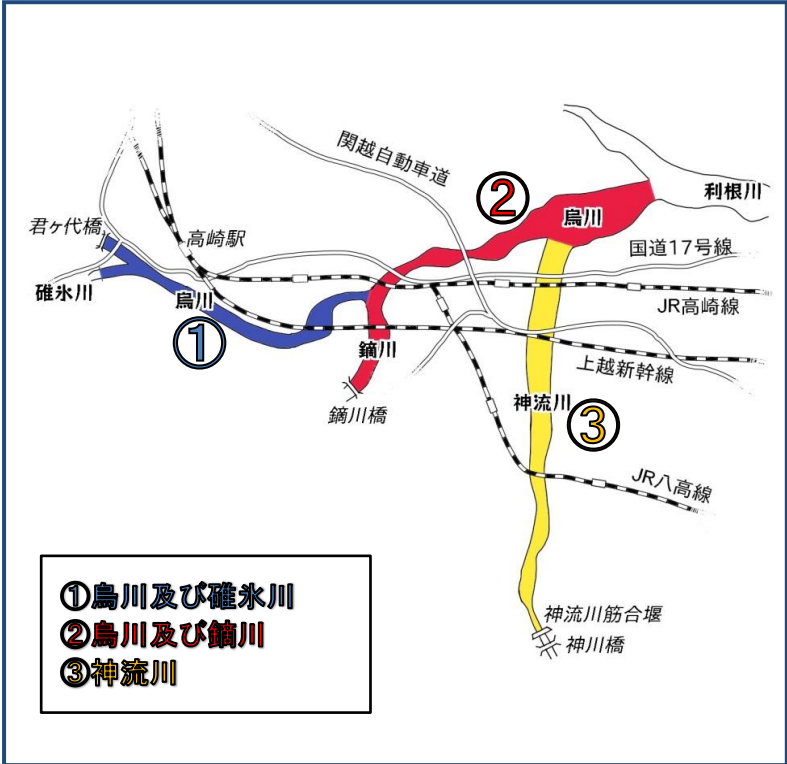 関越自動車道
②
烏川
利根川
君ヶ代橋
高崎駅
国道17号線
碓氷川
烏川
JR高崎線
①
鏑川
上越新幹線
鏑川橋
神流川
③
JR八高線
①烏川及び碓氷川
②烏川及び鏑川
③神流川
神流川筋合堰
神川橋